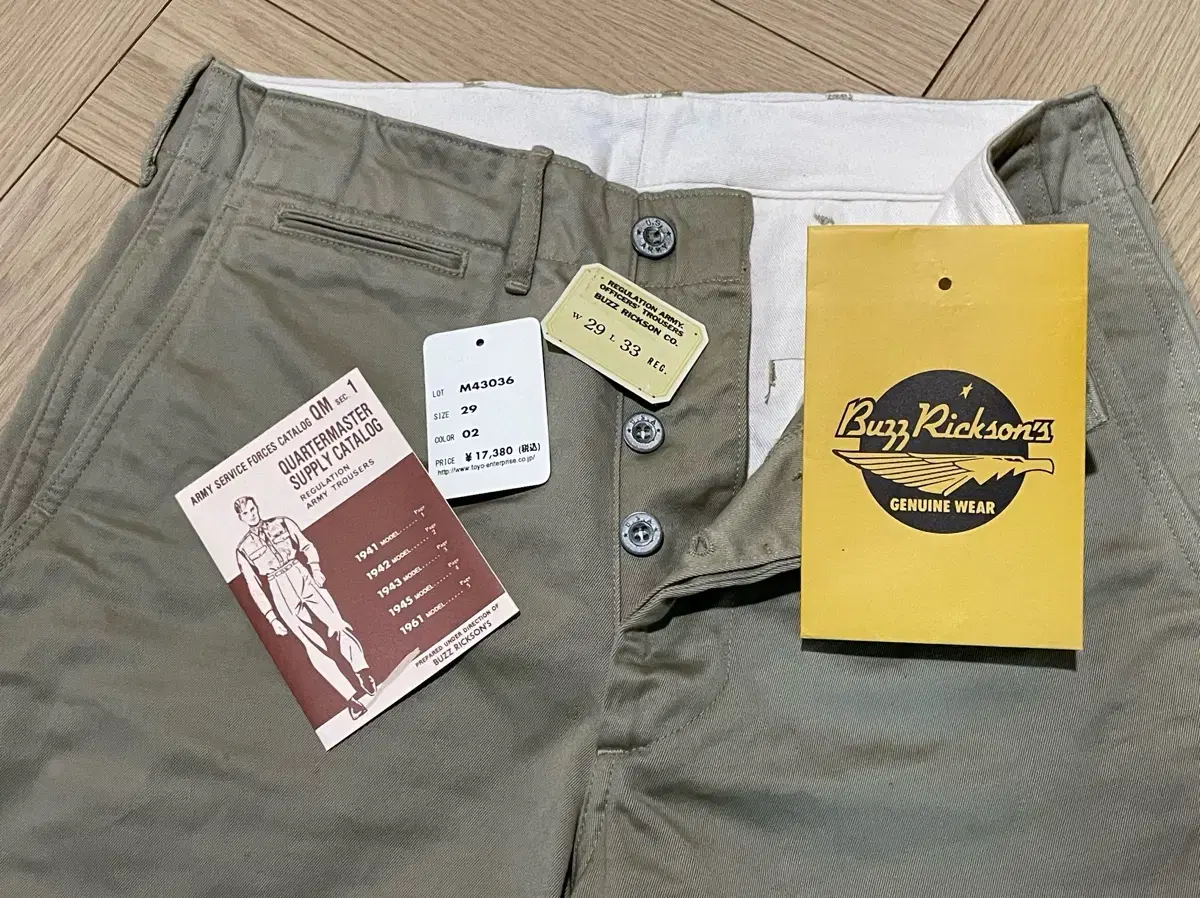 U.S.
ARMY
REGULATION ARMY.
OFFICERS' TROUSERS
BUZZ RICKSON CO.
W 29 L 33 REG.
LOT M43036
SIZE 29
COLOR 02
PRICE ¥17,380 (税込)
http://www.toyo-enterprise.co.jp/
ARMY SERVICE FORCES CATALOG QM SEC. 1
QUARTERMASTER
SUPPLY CATALOG
REGULATION
ARMY TROUSERS
1941 MODEL.......
1942 MODEL.......
1943 MODEL.......
1945 MODEL.......
1961 MODEL.......
PREPARED UNDER DIRECTION OF
BUZZ RICKSON'S
Buzz Rickson's
GENUINE WEAR